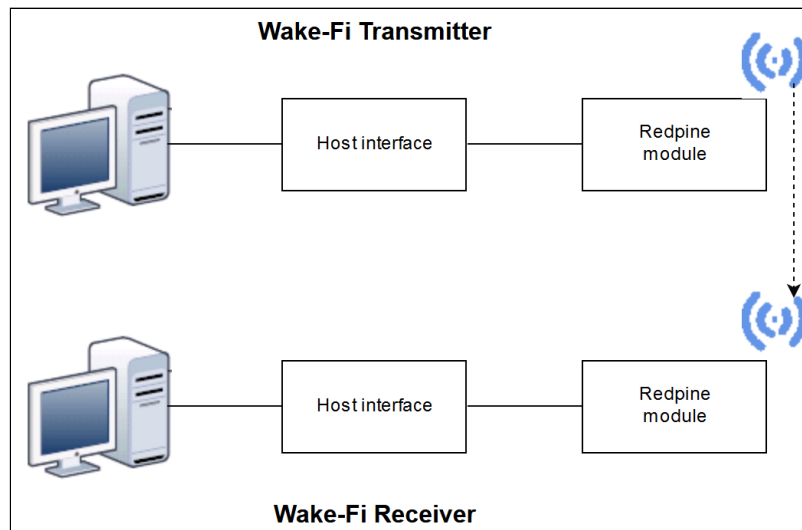 Wake-Fi Transmitter
Host interface
Redpine
module
Host interface
Redpine
module
Wake-Fi Receiver